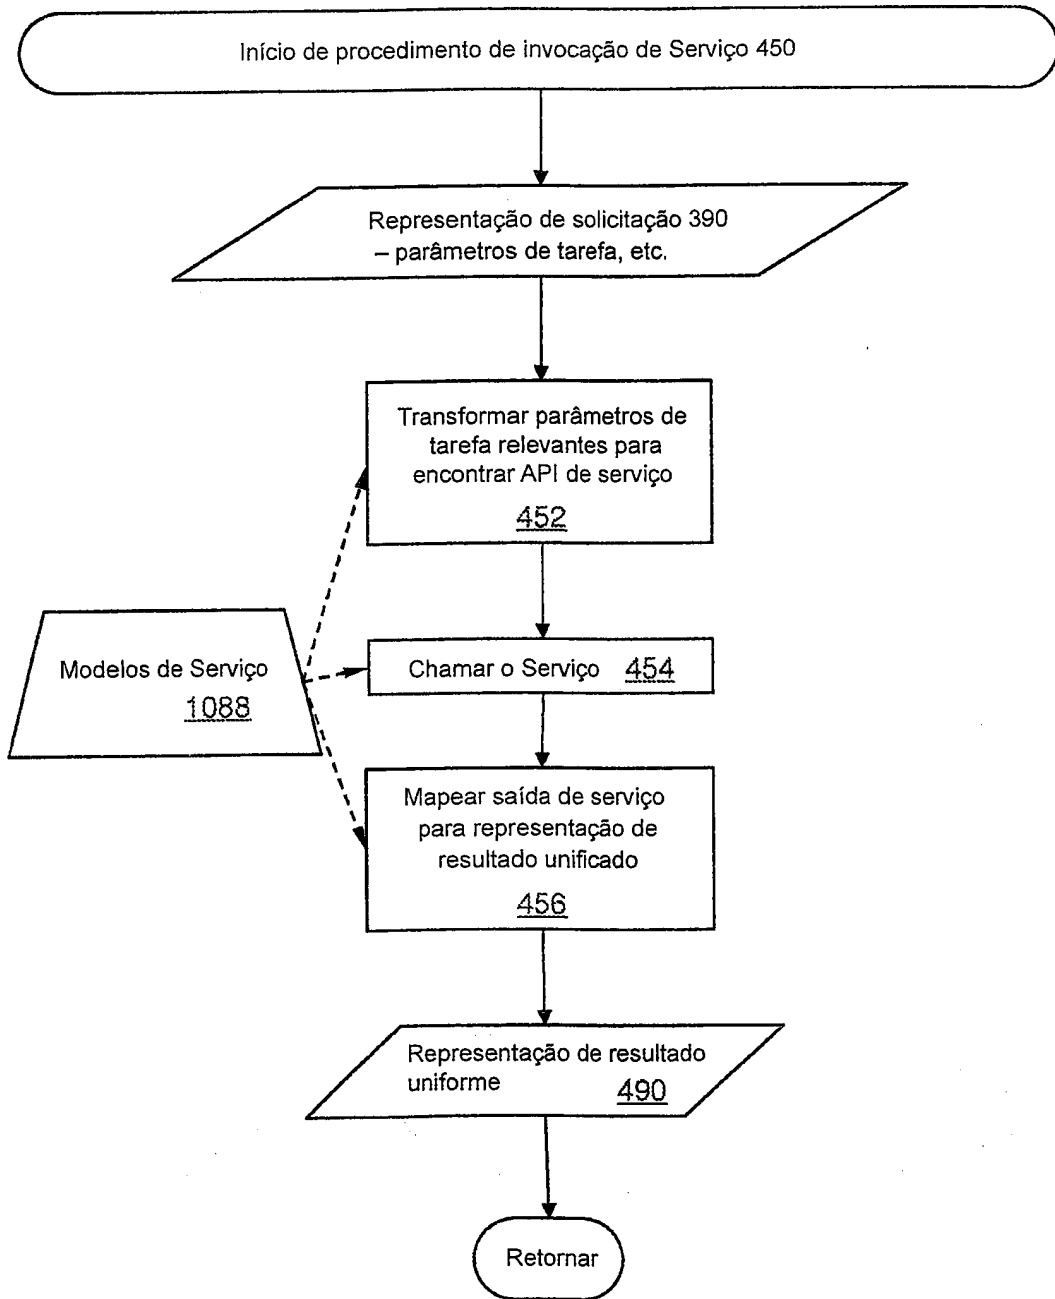 Início de procedimento de invocação de Serviço 450
Representação de solicitação 390
– parâmetros de tarefa, etc.
Transformar parâmetros de
tarefa relevantes para
encontrar API de serviço
452
Modelos de Serviço
1088
Chamar o Serviço 454
Mapear saída de serviço
para representação de
resultado unificado
456
Representação de resultado
uniforme 490
Retornar